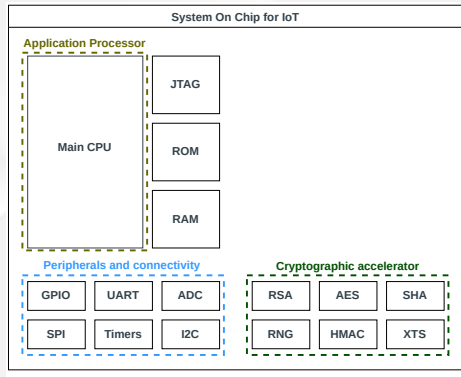 System On Chip for IoT
Application Processor
Main CPU
JTAG
ROM
RAM
Peripherals and connectivity
GPIO UART ADC
SPI Timers I2C
Cryptographic accelerator
RSA AES SHA
RNG HMAC XTS